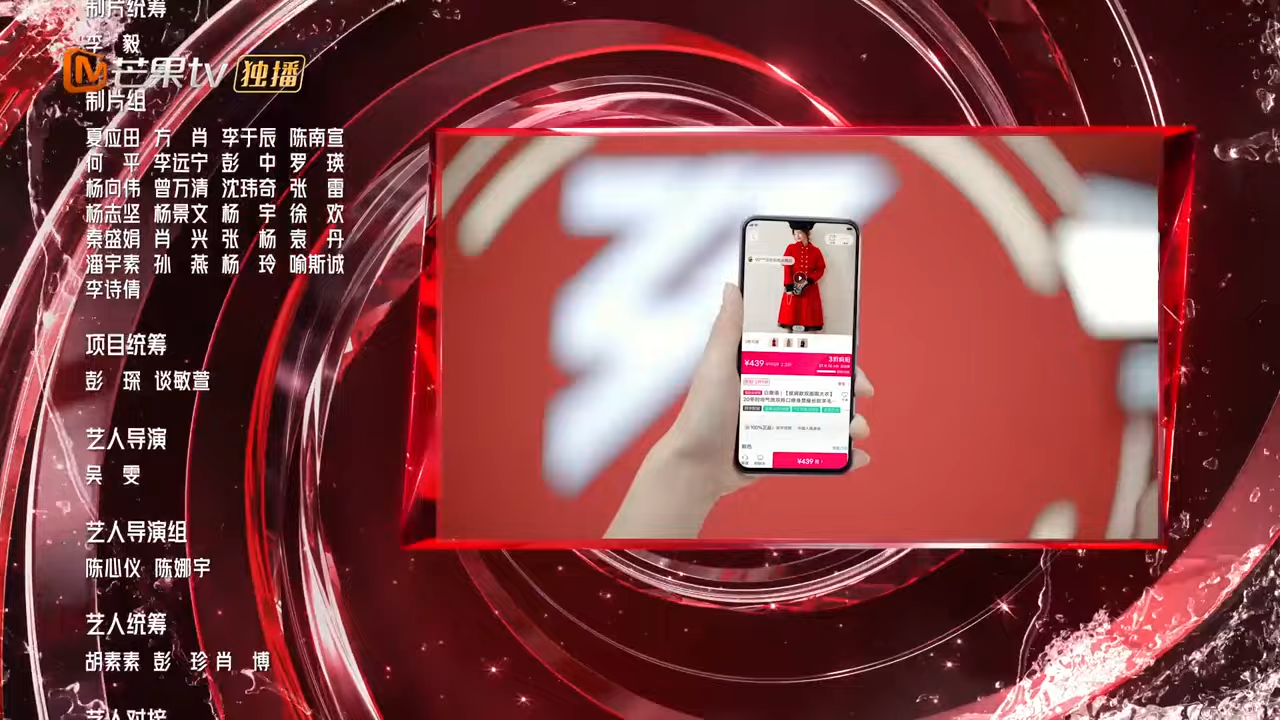 制片统筹
李 毅
芒果tv 独播
制片组
夏应田 万 肖 李于辰 陈南宣
何 平 李远宁 彭 中 罗 瑛
杨向伟 曾万清 沈玮奇 张 雷
杨志坚 杨景文 杨 宇 徐 欢
秦盛娟 肖 兴 张 杨 袁 丹
潘宇素 孙 燕 杨 玲 喻斯诚
李诗倩
项目统筹
彭 琛 谈敏萱
艺人导演
吴 雯
艺人导演组
陈心仪 陈娜宇
艺人统筹
胡素素 彭 珍 肖 博
艺人对接
¥439
¥439